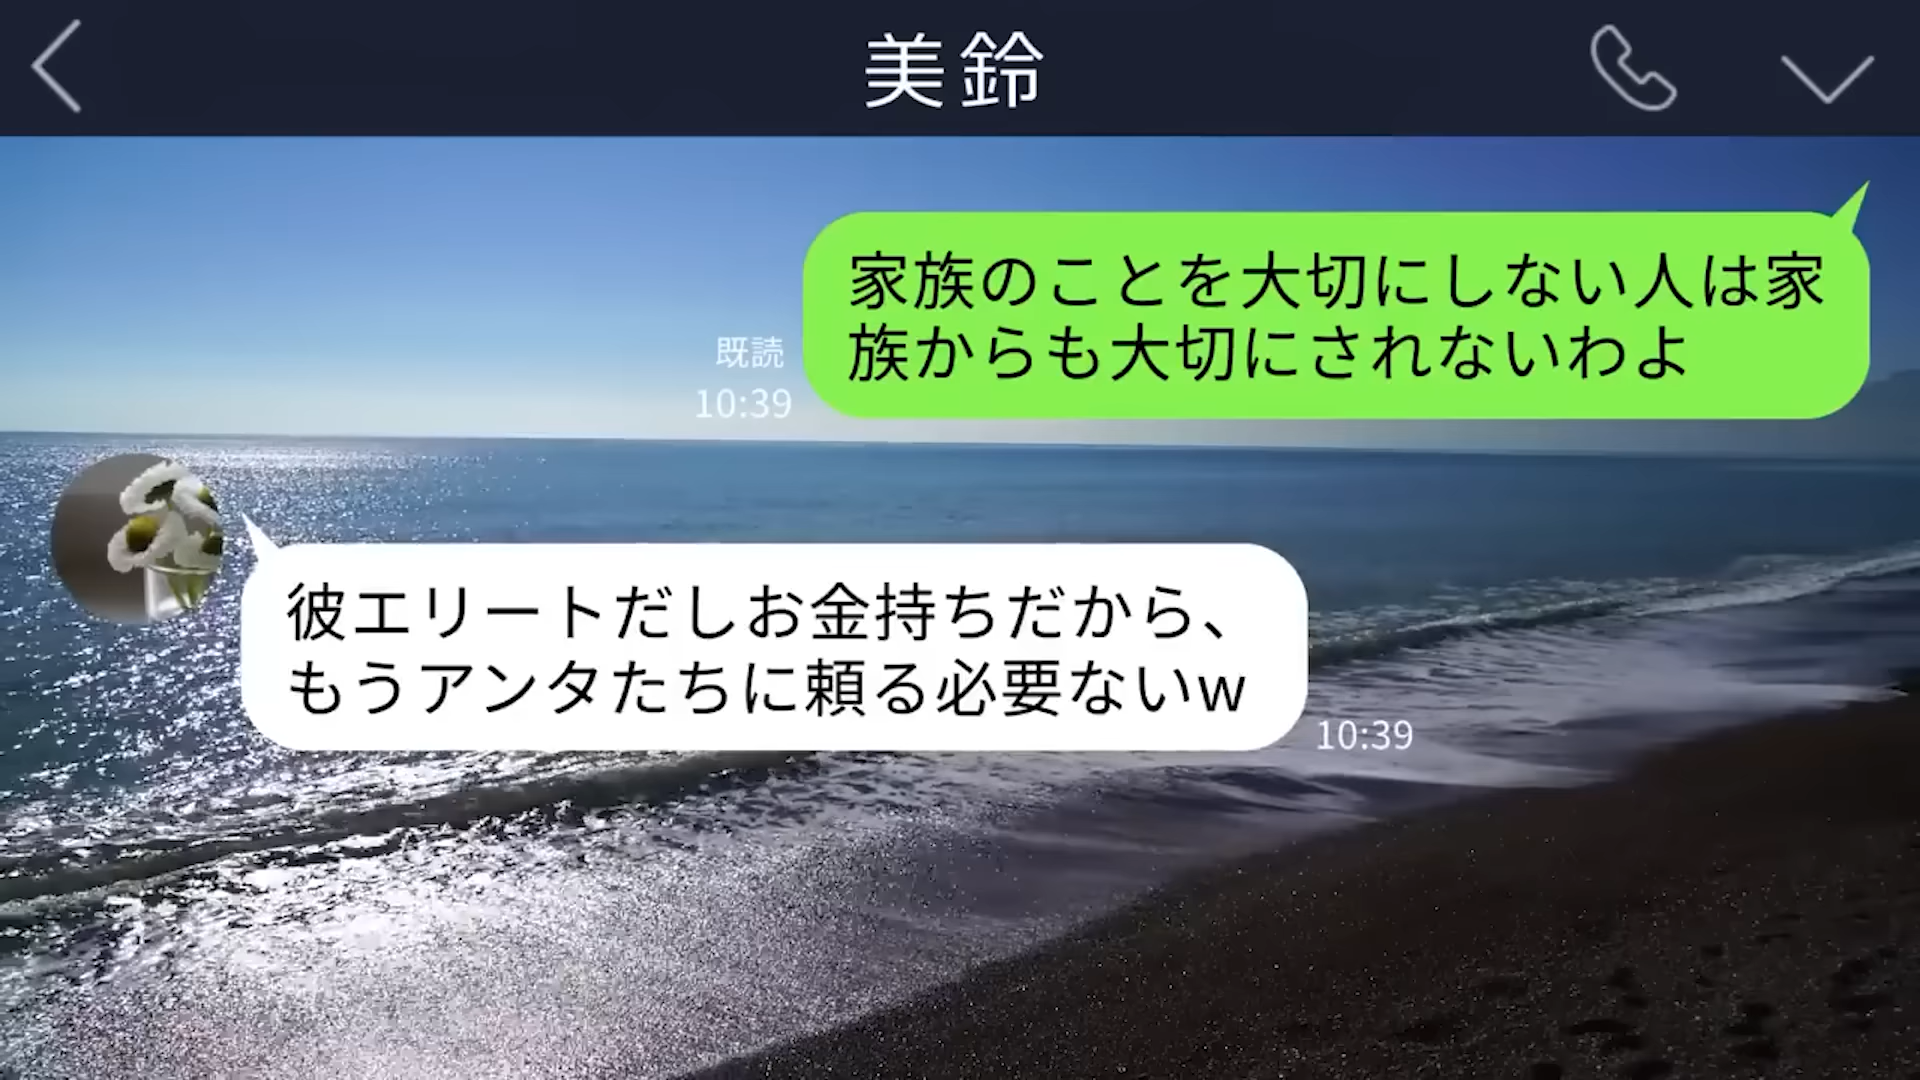 美鈴
家族のことを大切にしない人は家
族からも大切にされないわよ
既読
10:39
彼エリートだしお金持ちだから、
もうアンタたちに頼る必要ないw
10:39